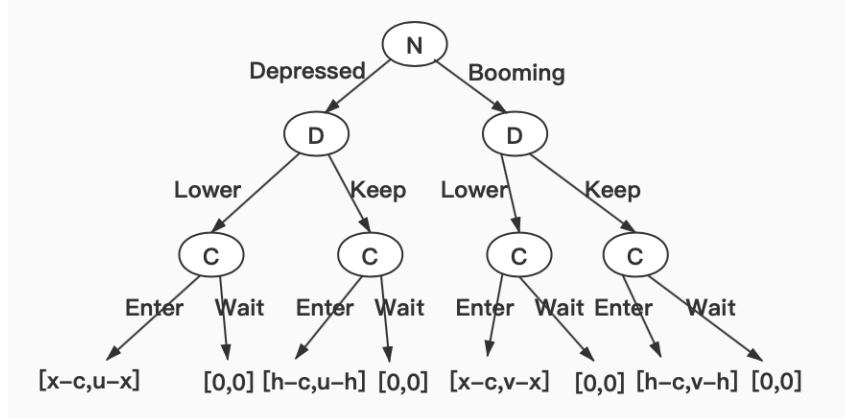 N
Depressed Booming
D D
Lower Keep Lower Keep
C C C C
Enter Wait Enter Wait Enter Wait Enter Wait
[x-c,u-x] [0,0] [h-c,u-h] [0,0] [x-c,v-x] [0,0] [h-c,v-h] [0,0]